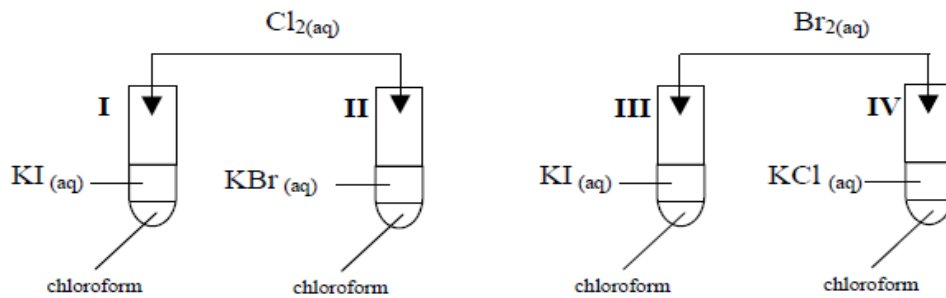 Cl₂(aq)
Br₂(aq)
I
II
III
IV
KI (aq)
KBr (aq)
KI (aq)
KCl (aq)
chloroform
chloroform
chloroform
chloroform